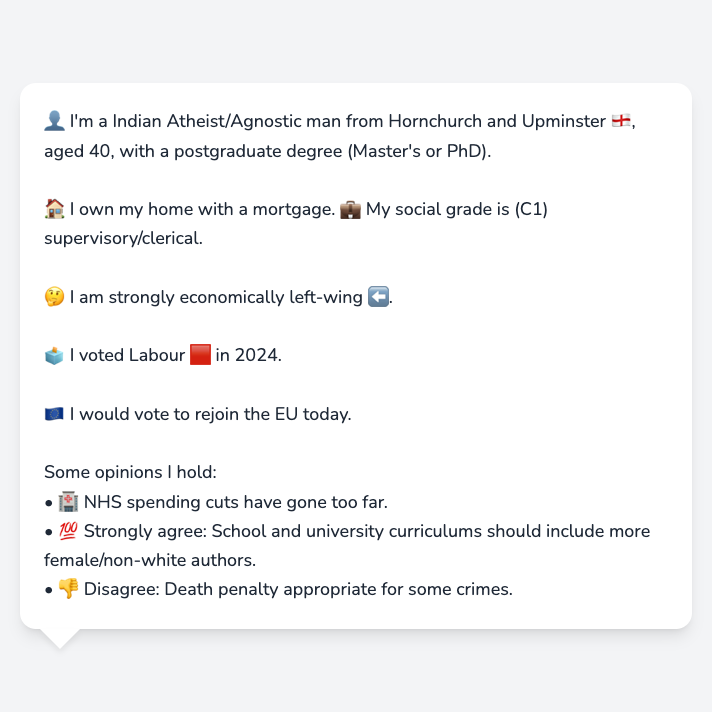 👤 I'm a Indian Atheist/Agnostic man from Hornchurch and Upminster 🏴󠁧󠁢󠁥󠁮󠁧󠁿,
aged 40, with a postgraduate degree (Master's or PhD).
🏠 I own my home with a mortgage. 💼 My social grade is (C1)
supervisory/clerical.
🤔 I am strongly economically left-wing ⬅️.
🗳️ I voted Labour 🟥 in 2024.
🇪🇺 I would vote to rejoin the EU today.
Some opinions I hold:
• 🏥 NHS spending cuts have gone too far.
• 💯 Strongly agree: School and university curriculums should include more
female/non-white authors.
• 👎 Disagree: Death penalty appropriate for some crimes.